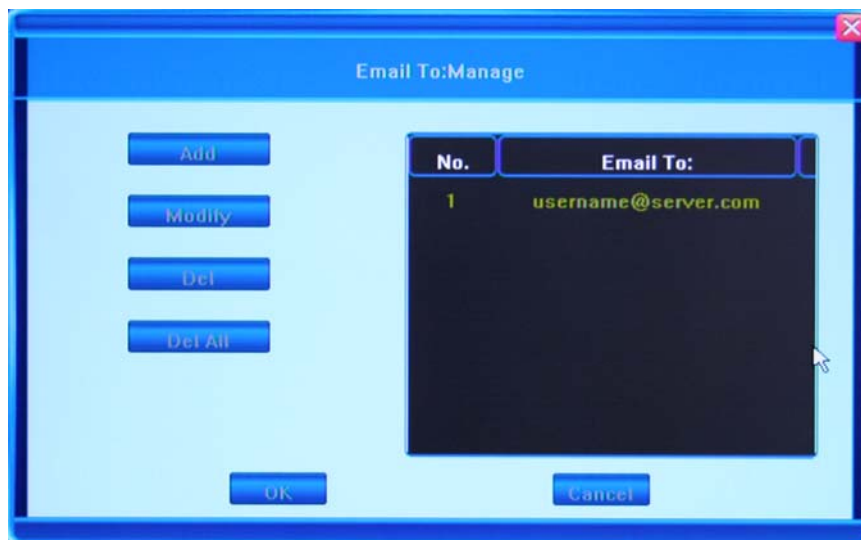 Email To:Manage
Add
Modify
Del
Del All
No. Email To:
1 username@server.com
OK Cancel